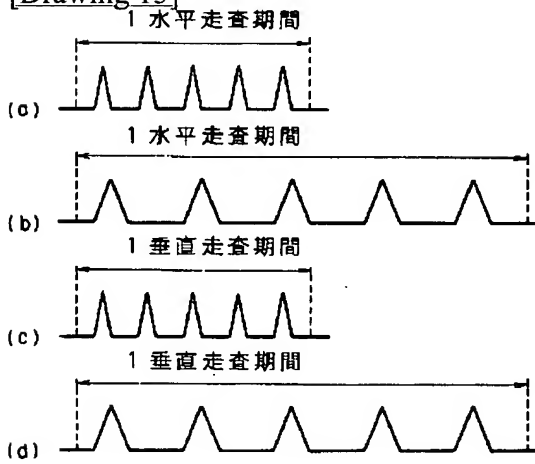 [Drawing 15]
1 水平走査期間
(a)
1 水平走査期間
(b)
1 垂直走査期間
(c)
1 垂直走査期間
(d)